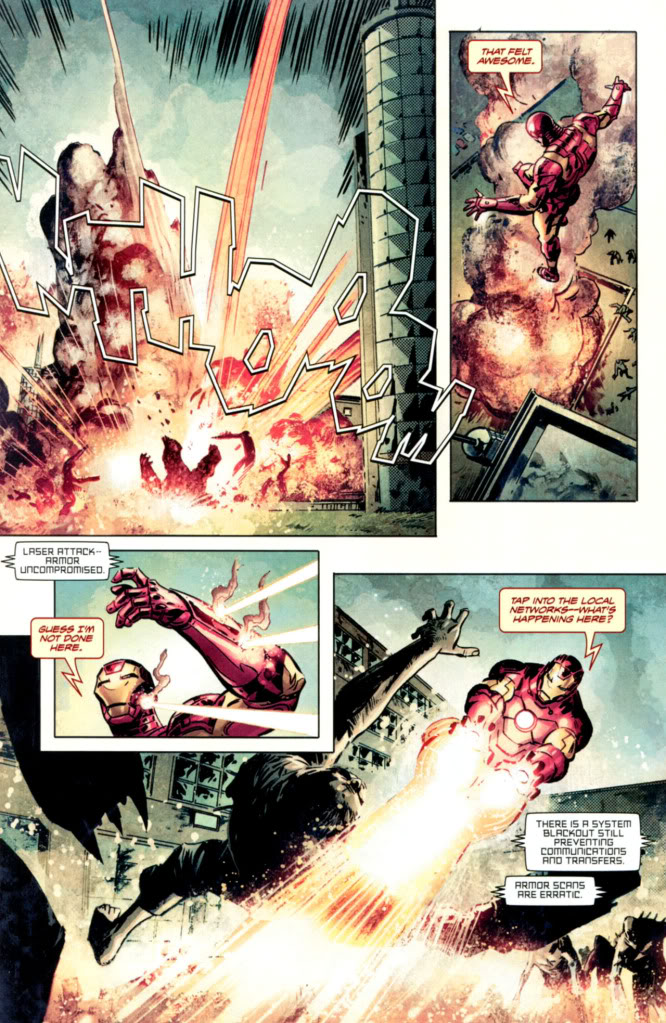 THAT FELT
AWESOME.
LASER ATTACK--
ARMOR
UNCOMPROMISED.
GUESS I'M
NOT DONE
HERE.
TAP INTO THE LOCAL
NETWORKS--WHAT'S
HAPPENING HERE?
THERE IS A SYSTEM
BLACKOUT STILL
PREVENTING
COMMUNICATIONS
AND TRANSFERS.
ARMOR SCANS
ARE ERRATIC.